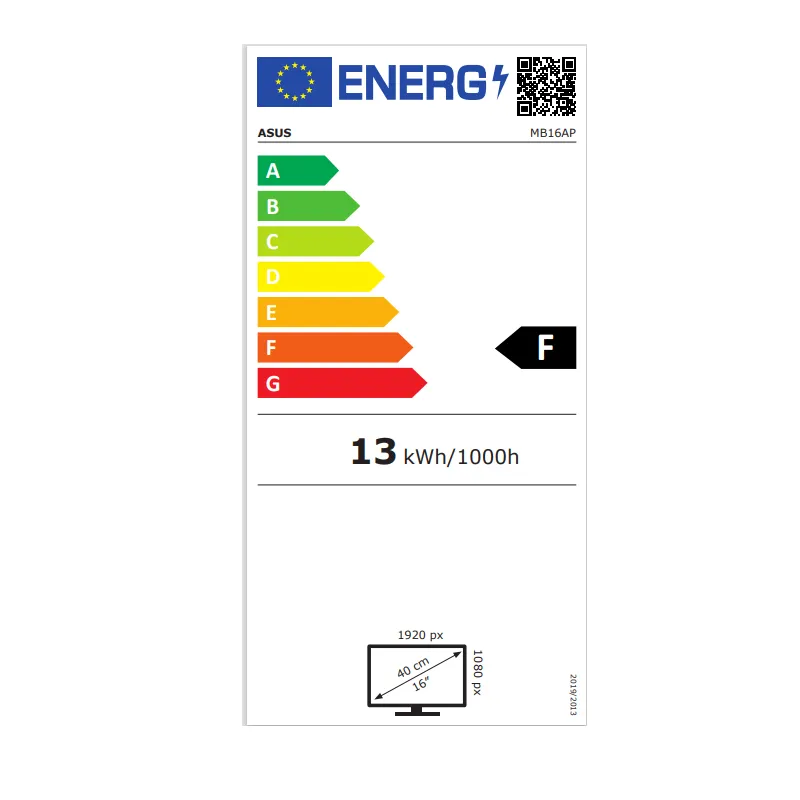 ENERG
ASUS MB16AP
A
B
C
D
E
F
F
G
13 kWh/1000h
1920 px
1080 px
40 cm
16″
2019/2013